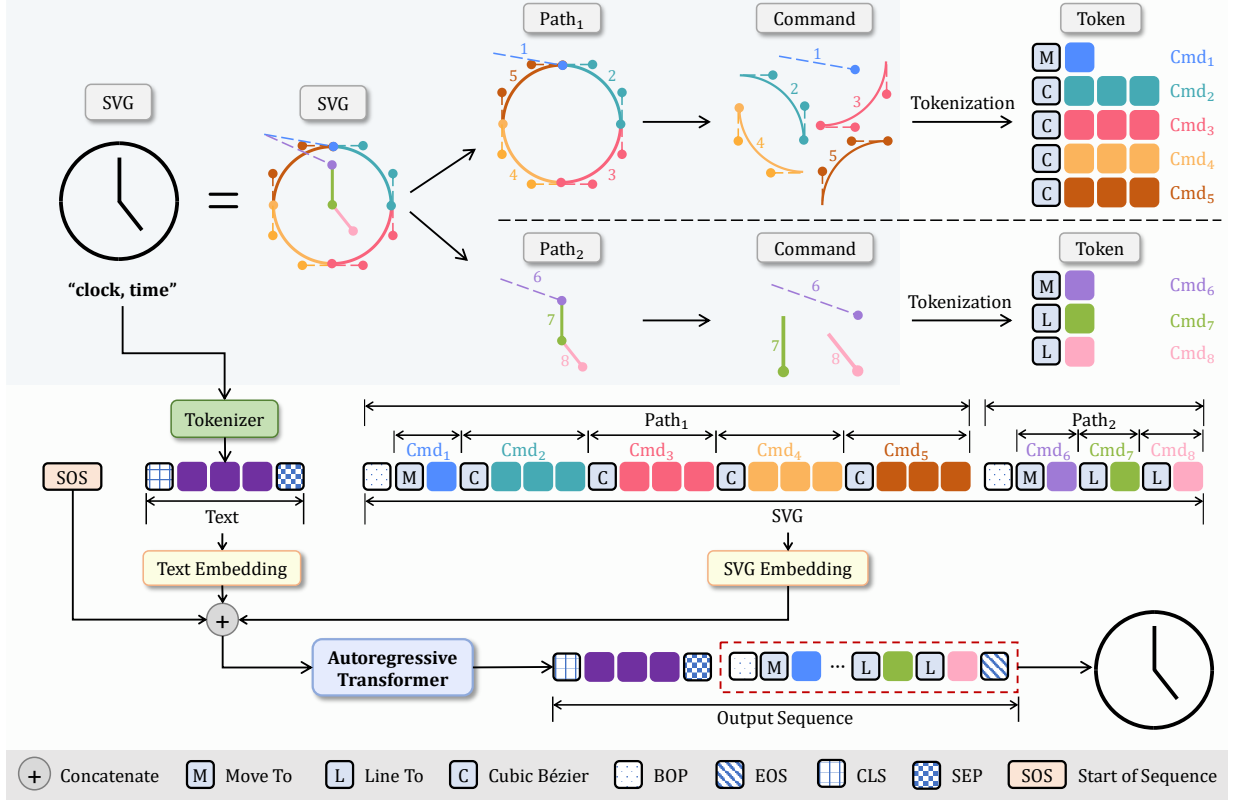 Path1
Command
Token
SVG
SVG
1
5
2
4
3
1
2
3
4
5
Tokenization
M
Cmd1
C
Cmd2
C
Cmd3
C
Cmd4
C
Cmd5
=
"clock, time"
Path2
Command
Token
6
7
8
6
7
8
Tokenization
M
Cmd6
L
Cmd7
L
Cmd8
Tokenizer
Path1
Path2
Cmd1 Cmd2 Cmd3 Cmd4 Cmd5 Cmd6 Cmd7 Cmd8
SOS
M C C C C M L L
Text
SVG
Text Embedding
SVG Embedding
+
Autoregressive
Transformer
M ... L L
Output Sequence
+ Concatenate M Move To L Line To C Cubic Bézier BOP EOS CLS SEP SOS Start of Sequence